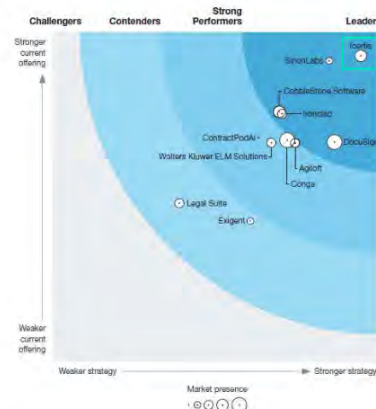 Challengers
Contenders
Strong
Performers
Leader
Stronger
current
offering
Icertis
SirionLabs
CobbleStone Software
Ironclad
ContractPodAi
DocuSign
Wolters Kluwer ELM Solutions
Agiloft
Conga
Legal Suite
Exigent
Weaker
current
offering
Weaker strategy
Stronger strategy
Market presence